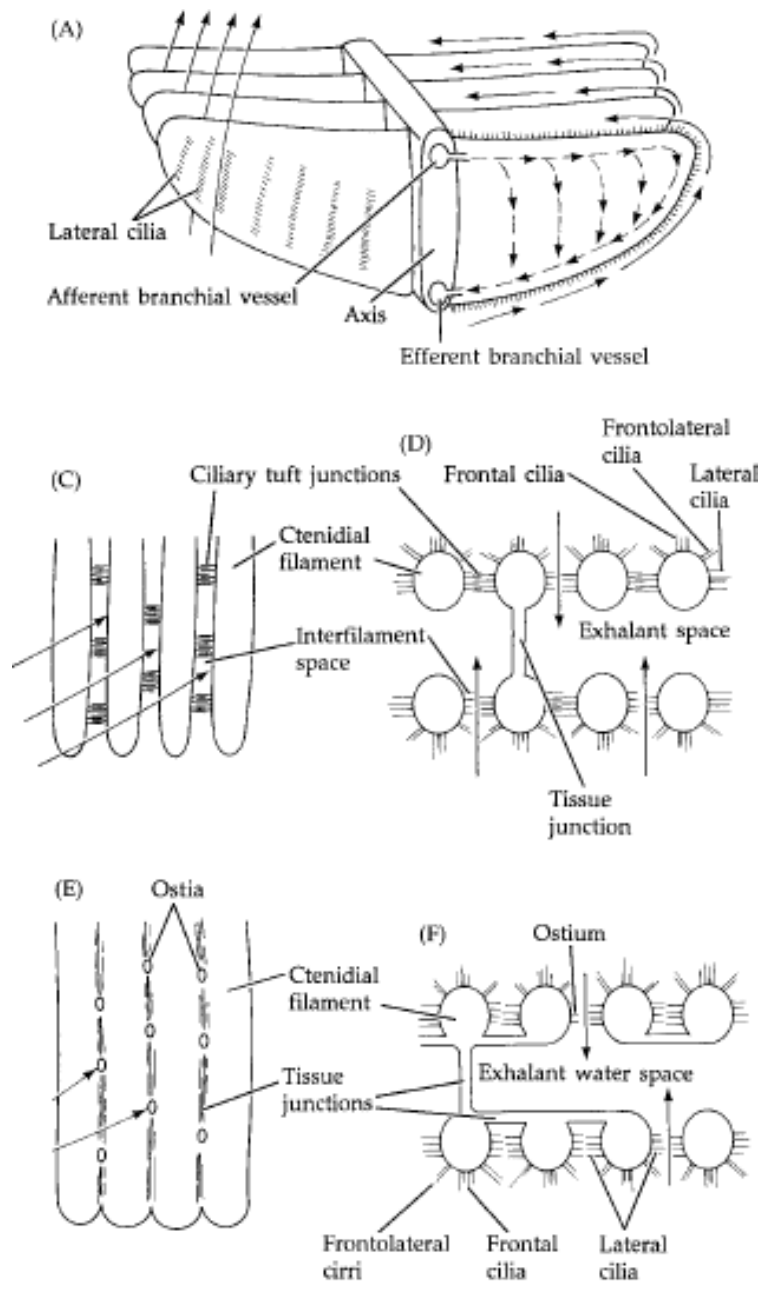 (A)
Lateral cilia
Afferent branchial vessel
Axis
Efferent branchial vessel
(C)
Ciliary tuft junctions
Ctenidial
filament
Interfilament
space
(D)
Frontal cilia
Frontolateral
cilia
Lateral
cilia
Exhalant space
Tissue
junction
(E)
Ostia
Ctenidial
filament
Tissue
junctions
(F)
Ostium
Exhalant water space
Frontolateral
cirri
Frontal
cilia
Lateral
cilia